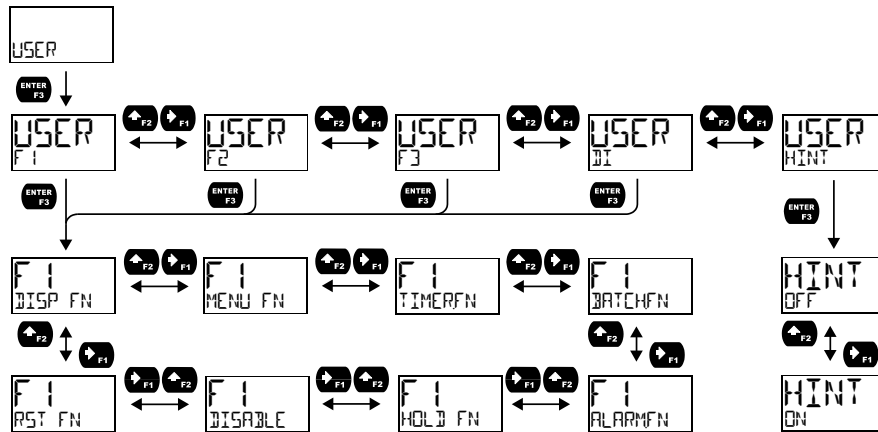 USER
ENTER F3
USER F1
F2 F1
USER F2
F2 F1
USER F3
F2 F1
USER DI
F2 F1
USER HINT
ENTER F3
ENTER F3
ENTER F3
ENTER F3
ENTER F3
F1 DISP FN
F2 F1
F1 MENU FN
F2 F1
F1 TIMERFN
F2 F1
F1 BATCHFN
HINT OFF
F2 F1
F2 F1
F2 F1
F1 RST FN
F1 F2
F1 DISABLE
F1 F2
F1 HOLD FN
F1 F2
F1 ALARMFN
HINT ON